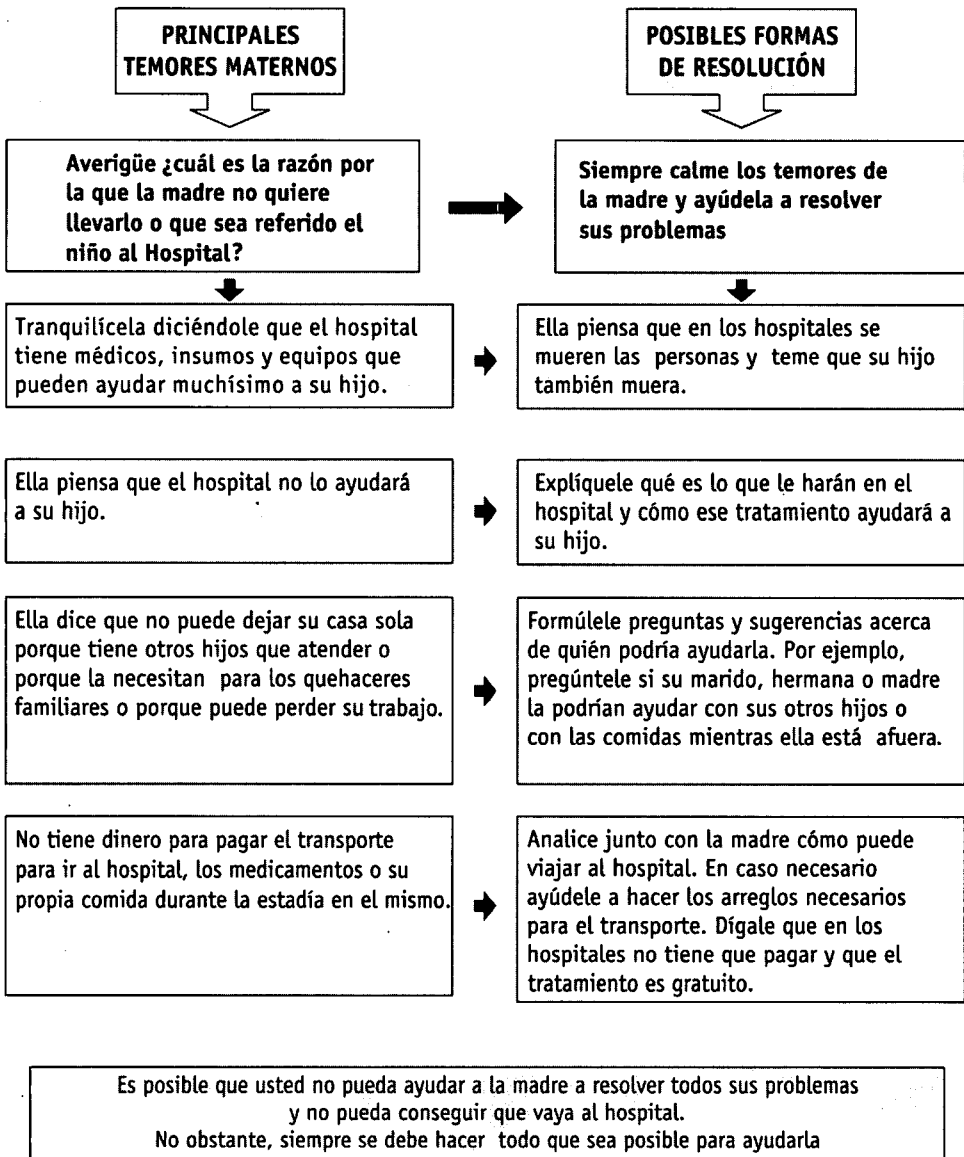 PRINCIPALES
TEMORES MATERNOS
POSIBLES FORMAS
DE RESOLUCIÓN
Averigüe ¿cuál es la razón por
la que la madre no quiere
llevarlo o que sea referido el
niño al Hospital?
Siempre calme los temores de
la madre y ayúdela a resolver
sus problemas
Tranquilícela diciéndole que el hospital
tiene médicos, insumos y equipos que
pueden ayudar muchísimo a su hijo.
Ella piensa que en los hospitales se
mueren las personas y teme que su hijo
también muera.
Ella piensa que el hospital no lo ayudará
a su hijo.
Explíquele qué es lo que le harán en el
hospital y cómo ese tratamiento ayudará a
su hijo.
Ella dice que no puede dejar su casa sola
porque tiene otros hijos que atender o
porque la necesitan para los quehaceres
familiares o porque puede perder su trabajo.
Formúlele preguntas y sugerencias acerca
de quién podría ayudarla. Por ejemplo,
pregúntele si su marido, hermana o madre
la podrían ayudar con sus otros hijos o
con las comidas mientras ella está afuera.
No tiene dinero para pagar el transporte
para ir al hospital, los medicamentos o su
propia comida durante la estadía en el mismo.
Analice junto con la madre cómo puede
viajar al hospital. En caso necesario
ayúdele a hacer los arreglos necesarios
para el transporte. Dígale que en los
hospitales no tiene que pagar y que el
tratamiento es gratuito.
Es posible que usted no pueda ayudar a la madre a resolver todos sus problemas
y no pueda conseguir que vaya al hospital.
No obstante, siempre se debe hacer todo que sea posible para ayudarla